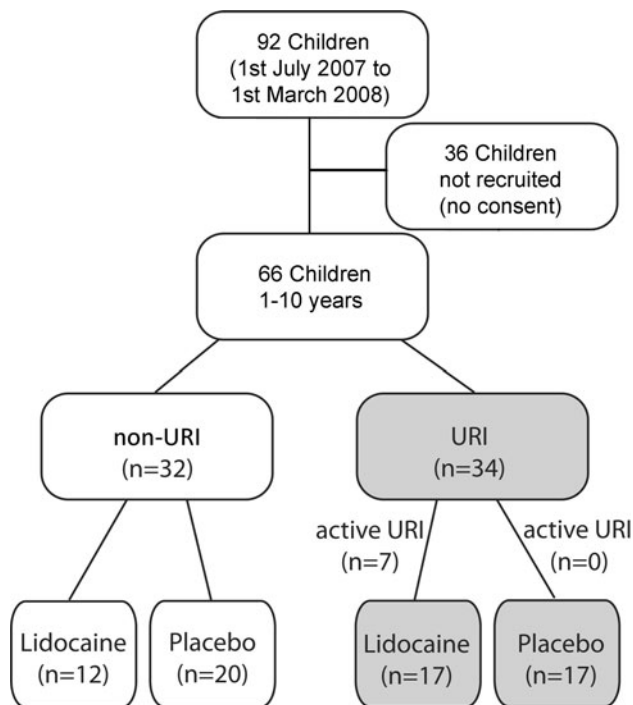 92 Children
(1st July 2007 to
1st March 2008)
36 Children
not recruited
(no consent)
66 Children
1-10 years
non-URI
(n=32)
URI
(n=34)
active URI
(n=7)
active URI
(n=0)
Lidocaine
(n=12)
Placebo
(n=20)
Lidocaine
(n=17)
Placebo
(n=17)